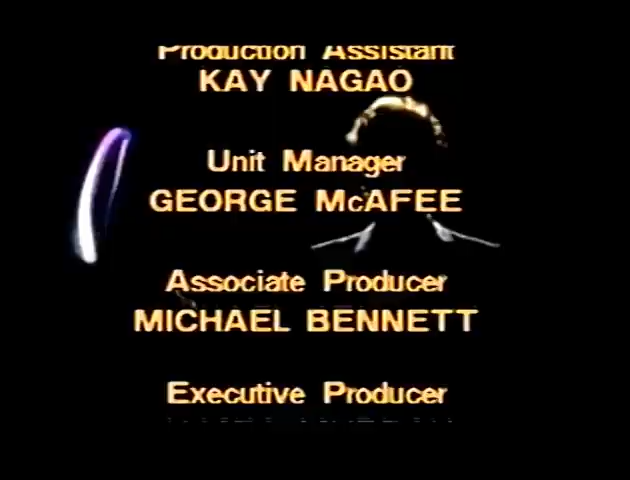 Production Assistant
KAY NAGAO
Unit Manager
GEORGE McAFEE
Associate Producer
MICHAEL BENNETT
Executive Producer